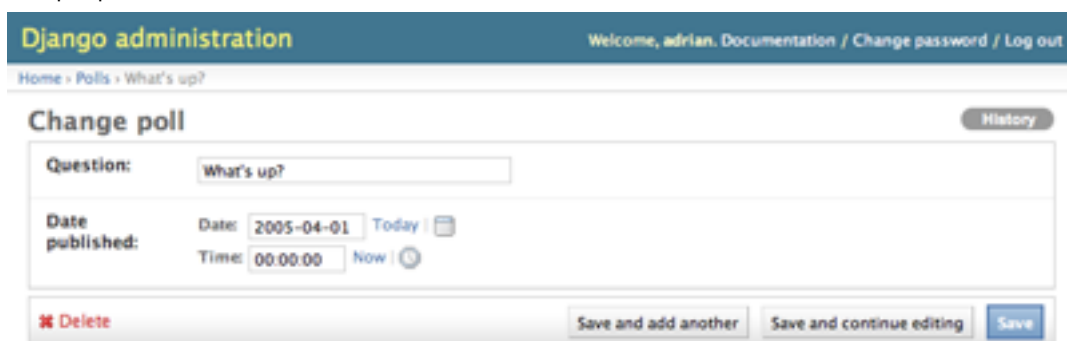 Django administration
Welcome, adrian. Documentation / Change password / Log out
Home › Polls › What's up?
Change poll
History
Question: What's up?
Date published:
Date: 2005-04-01 Today |
Time: 00:00:00 Now |
Delete
Save and add another
Save and continue editing
Save